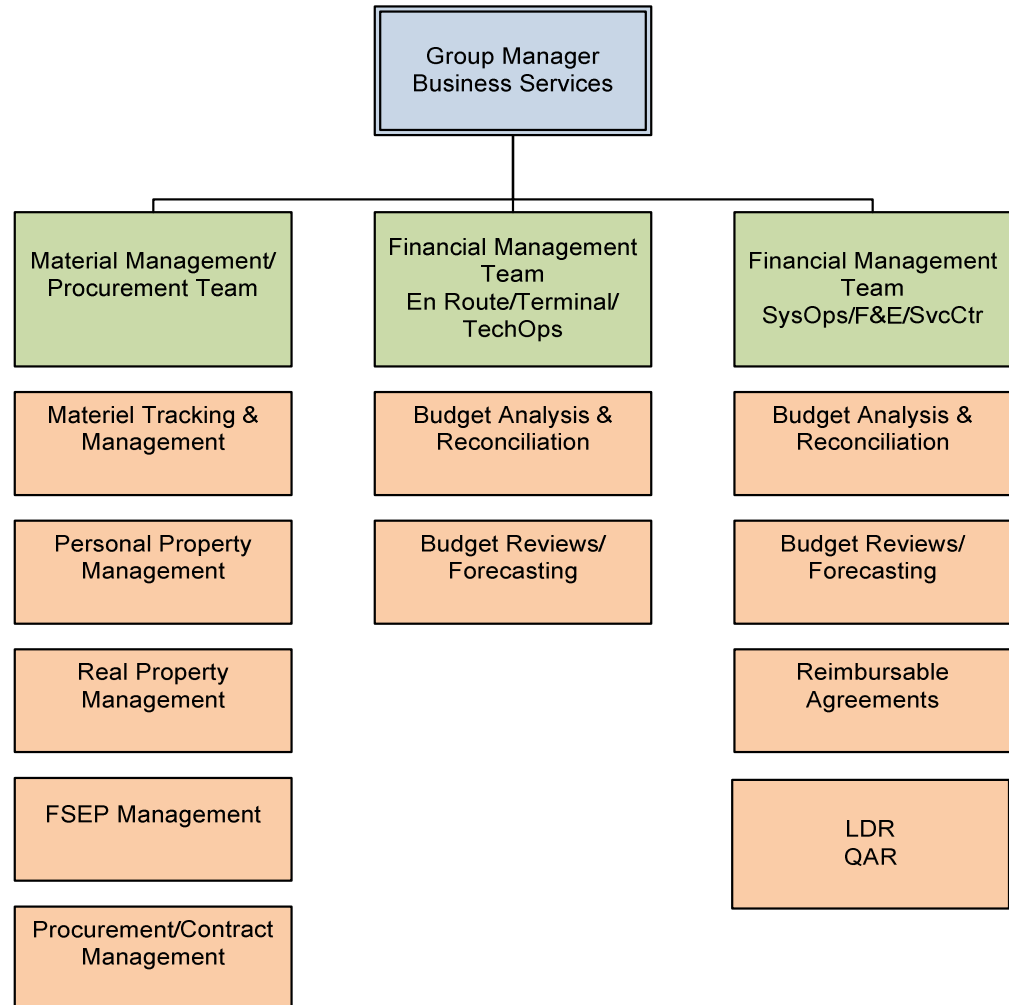 Group Manager
Business Services
Material Management/
Procurement Team
Financial Management
Team
En Route/Terminal/
TechOps
Financial Management
Team
SysOps/F&E/SvcCtr
Materiel Tracking &
Management
Personal Property
Management
Real Property
Management
FSEP Management
Procurement/Contract
Management
Budget Analysis &
Reconciliation
Budget Reviews/
Forecasting
Budget Analysis &
Reconciliation
Budget Reviews/
Forecasting
Reimbursable
Agreements
LDR
QAR